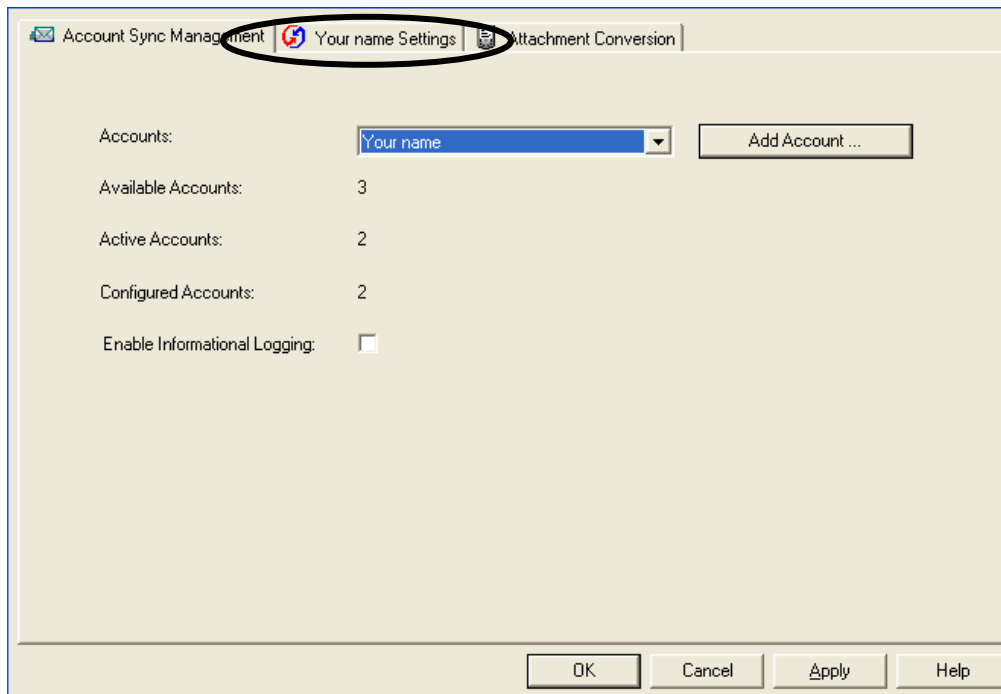 Account Sync Management Your name Settings Attachment Conversion
Accounts: Your name Add Account ...
Available Accounts: 3
Active Accounts: 2
Configured Accounts: 2
Enable Informational Logging:
OK Cancel Apply Help